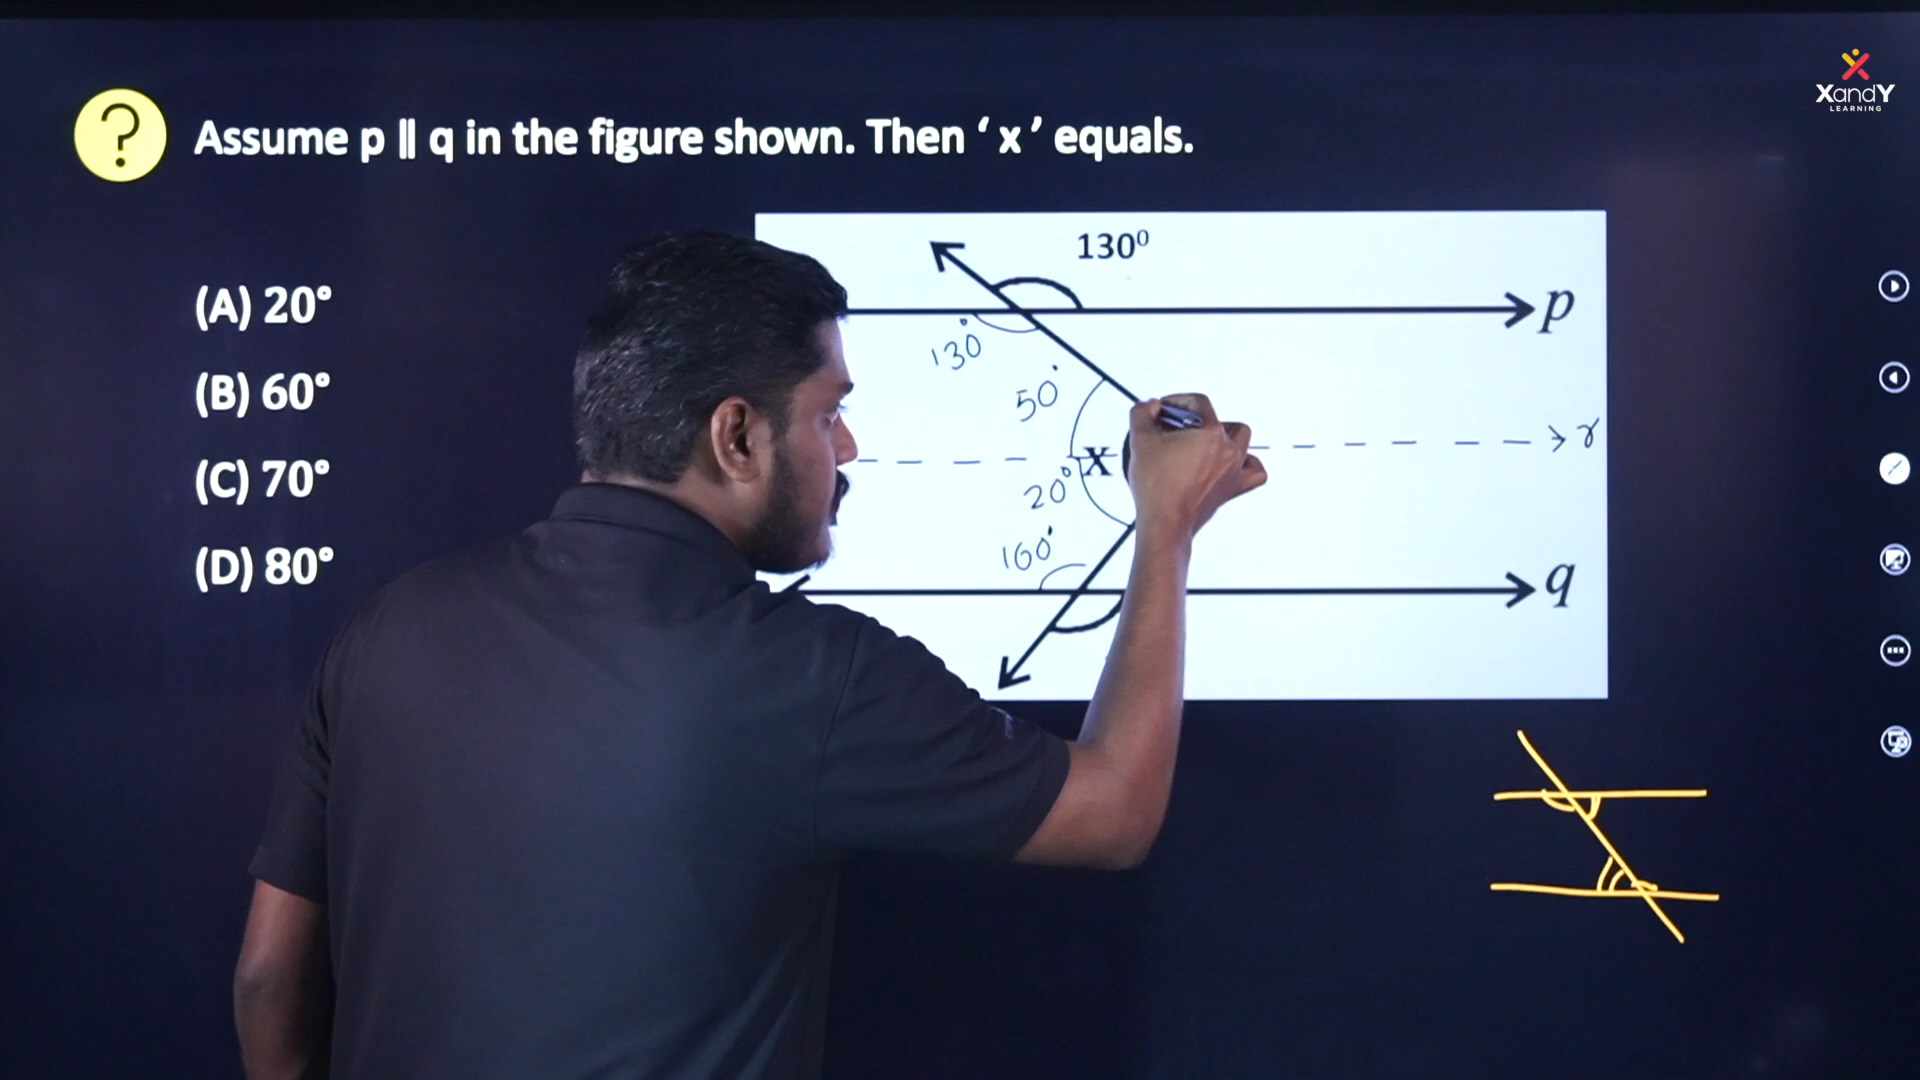 XandY
LEARNING
?
Assume p ∥ q in the figure shown. Then ‘ x ’ equals.
(A) 20°
(B) 60°
(C) 70°
(D) 80°
130⁰
p
130°
50°
r
x
20°
160°
q